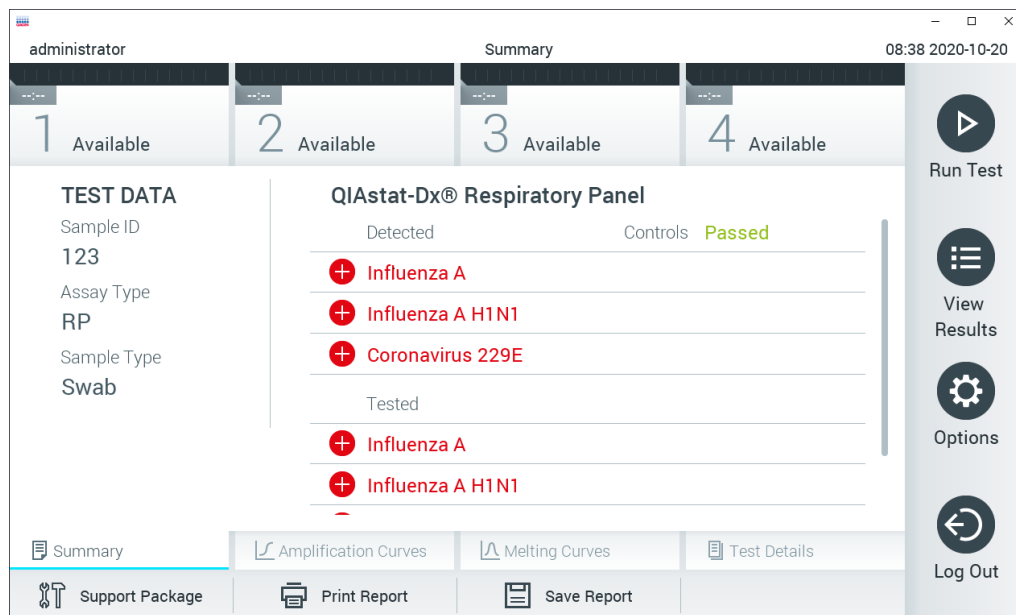 administrator Summary 08:38 2020-10-20
--:-- --:-- --:-- --:--
1 Available 2 Available 3 Available 4 Available
Run Test
TEST DATA
Sample ID
123
Assay Type
RP
Sample Type
Swab
QIAstat-Dx® Respiratory Panel
Detected Controls Passed
Influenza A
Influenza A H1N1
Coronavirus 229E
Tested
Influenza A
Influenza A H1N1
View
Results
Options
Log Out
Summary Amplification Curves Melting Curves Test Details
Support Package Print Report Save Report